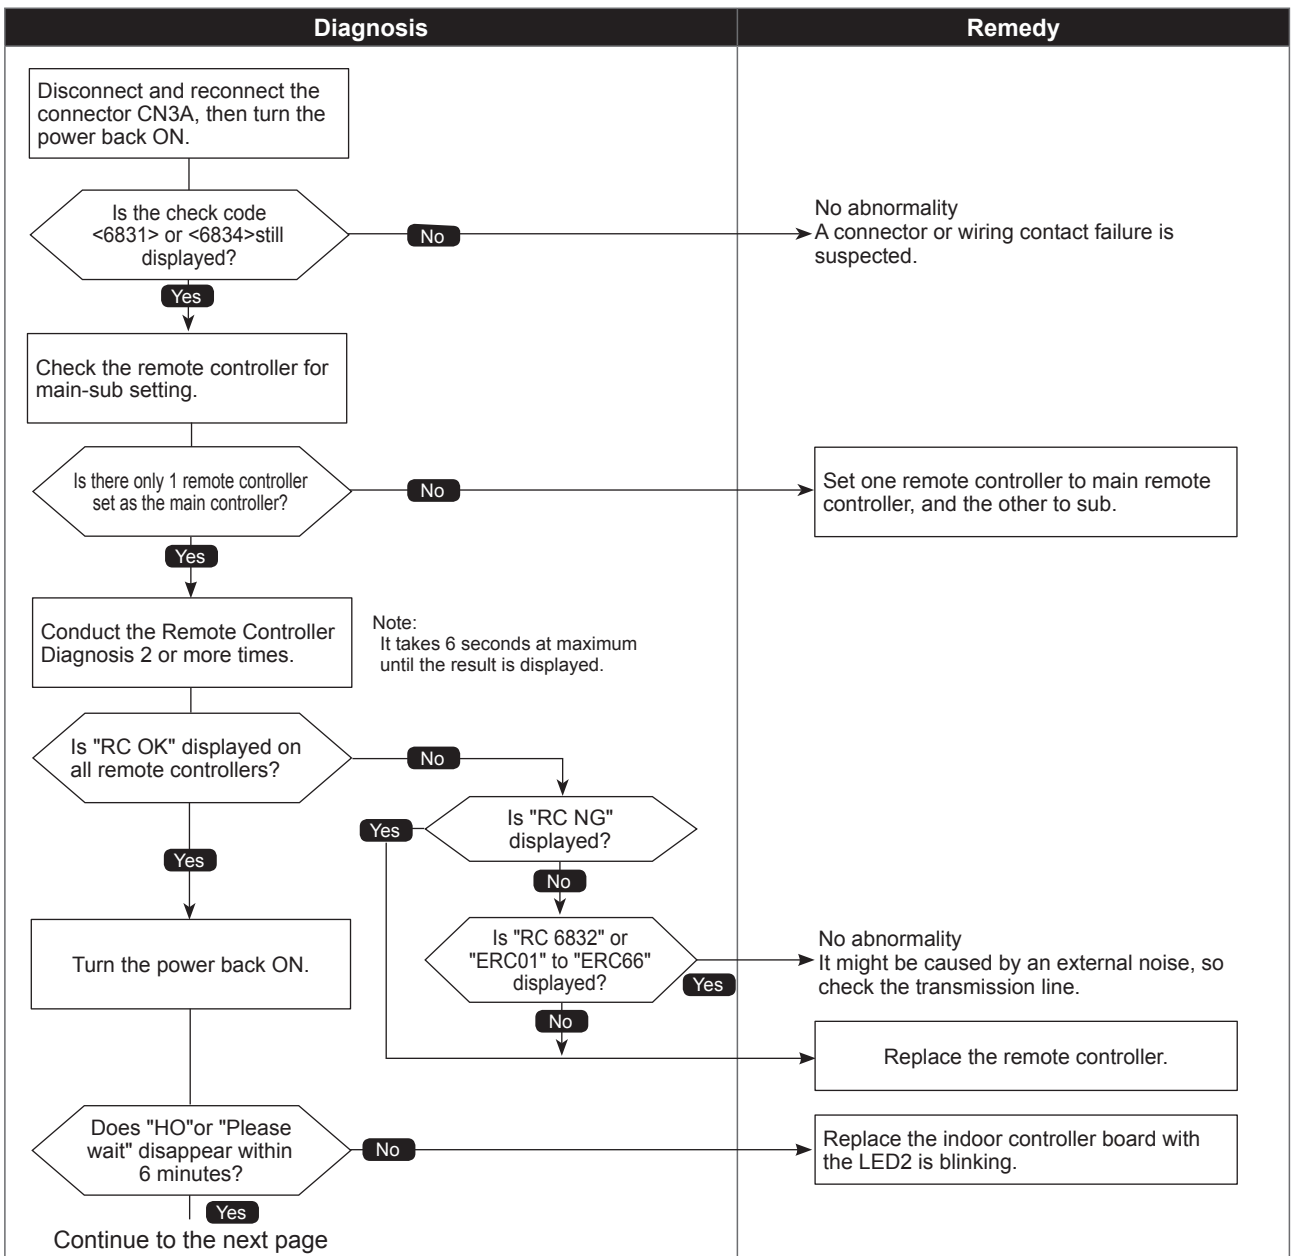 Diagnosis
Remedy
Disconnect and reconnect the
connector CN3A, then turn the
power back ON.
Is the check code
<6831> or <6834>still
displayed?
No
No abnormality
A connector or wiring contact failure is
suspected.
Yes
Check the remote controller for
main-sub setting.
Is there only 1 remote controller
set as the main controller?
No
Set one remote controller to main remote
controller, and the other to sub.
Yes
Conduct the Remote Controller
Diagnosis 2 or more times.
Note:
It takes 6 seconds at maximum
until the result is displayed.
Is "RC OK" displayed on
all remote controllers?
No
Is "RC NG"
displayed?
Yes
Yes
No
Turn the power back ON.
Is "RC 6832" or
"ERC01" to "ERC66"
displayed?
Yes
No abnormality
It might be caused by an external noise, so
check the transmission line.
No
Replace the remote controller.
Does "HO"or "Please
wait" disappear within
6 minutes?
No
Replace the indoor controller board with
the LED2 is blinking.
Yes
Continue to the next page